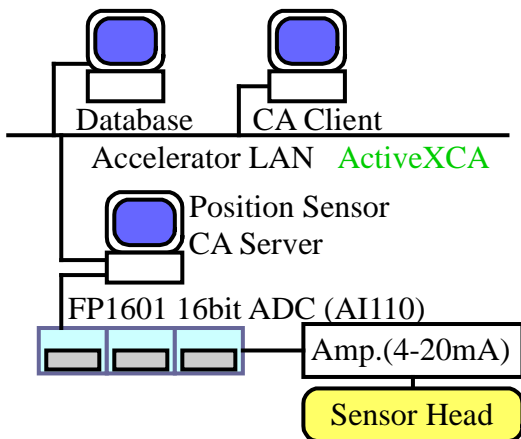 Database
CA Client
Accelerator LAN
ActiveXCA
Position Sensor
CA Server
FP1601 16bit ADC (AI110)
Amp.(4-20mA)
Sensor Head